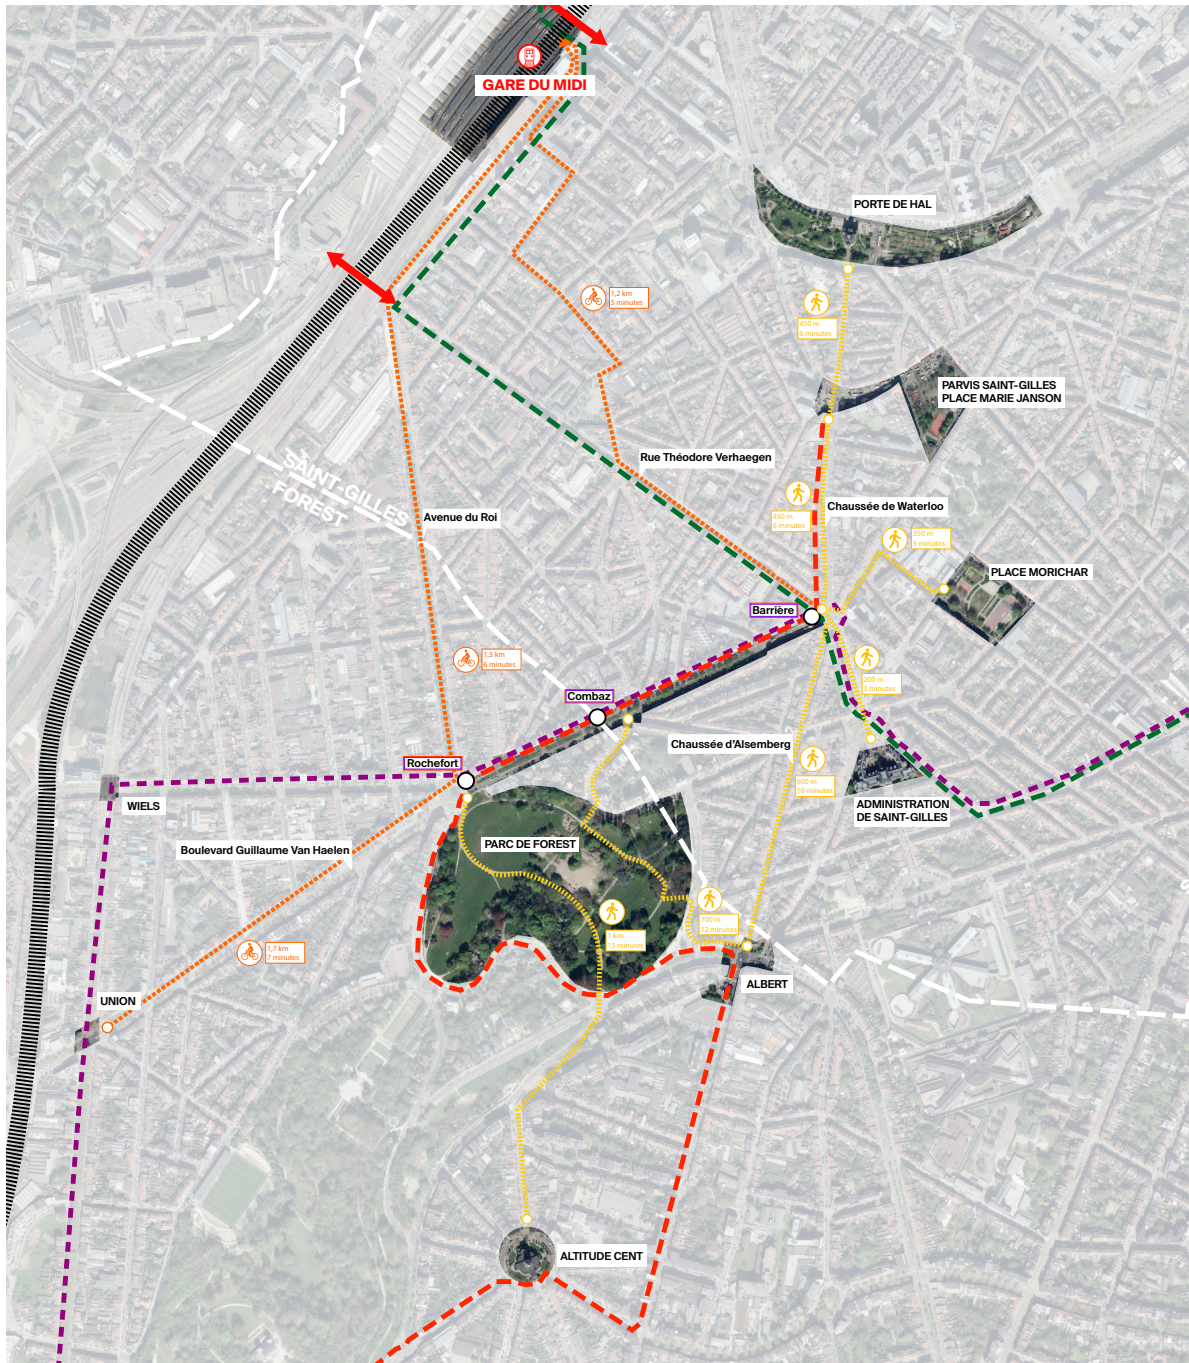 GARE DU MIDI
PORTE DE HAL
1,2 km
5 minutes
450 m
6 minutes
PARVIS SAINT-GILLES
PLACE MARIE JANSON
Rue Théodore Verhaegen
SAINT-GILLES
FOREST
Avenue du Roi
450 m
6 minutes
Chaussée de Waterloo
350 m
5 minutes
PLACE MORICHAR
Barrière
1,5 km
6 minutes
200 m
3 minutes
Combaz
Chaussée d'Alsemberg
Rochefort
600 m
10 minutes
WIELS
ADMINISTRATION
DE SAINT-GILLES
PARC DE FOREST
Boulevard Guillaume Van Haelen
700 m
12 minutes
1 km
15 minutes
1,7 km
7 minutes
ALBERT
UNION
ALTITUDE CENT